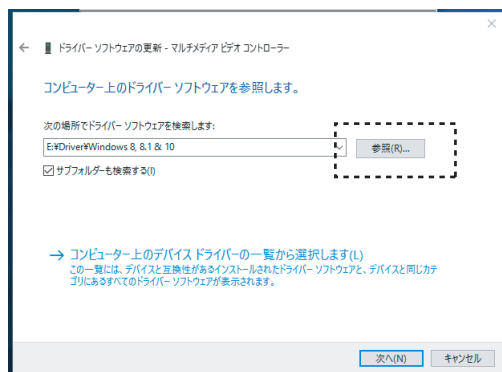 ドライバー ソフトウェアの更新 - マルチメディア ビデオ コントローラー
コンピューター上のドライバー ソフトウェアを参照します。
次の場所でドライバー ソフトウェアを検索します:
E:¥Driver¥Windows 8, 8.1 & 10
参照(R)...
サブフォルダーも検索する(I)
→ コンピューター上のデバイス ドライバーの一覧から選択します(L)
この一覧には、デバイスと互換性があるインストールされたドライバー ソフトウェアと、デバイスと同じカテ
ゴリにあるすべてのドライバー ソフトウェアが表示されます。
次へ(N)
キャンセル